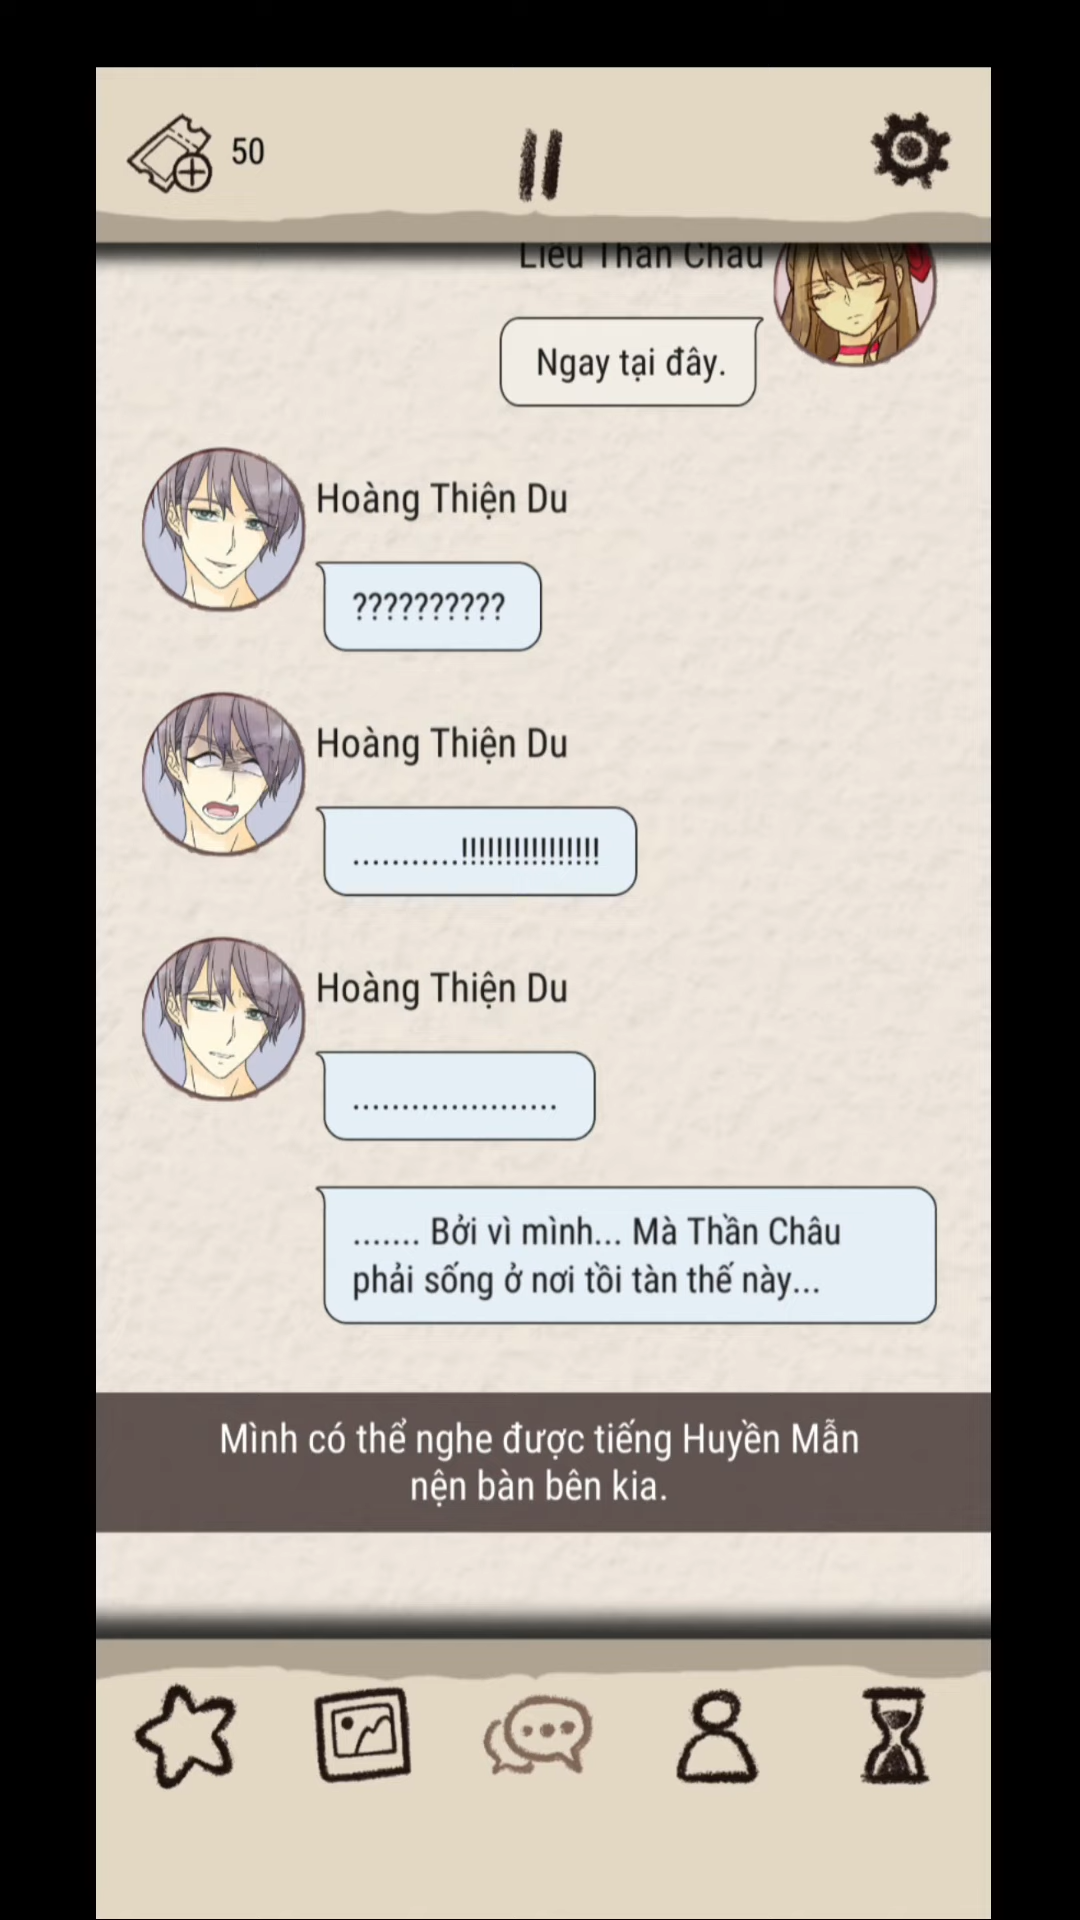 50
Liễu Thần Châu
Ngay tại đây.
Hoàng Thiện Du
??????????
Hoàng Thiện Du
...........!!!!!!!!!!!!!!!!
Hoàng Thiện Du
.....................
....... Bởi vì mình... Mà Thần Châu
phải sống ở nơi tồi tàn thế này...
Mình có thể nghe được tiếng Huyền Mẫn
nện bàn bên kia.